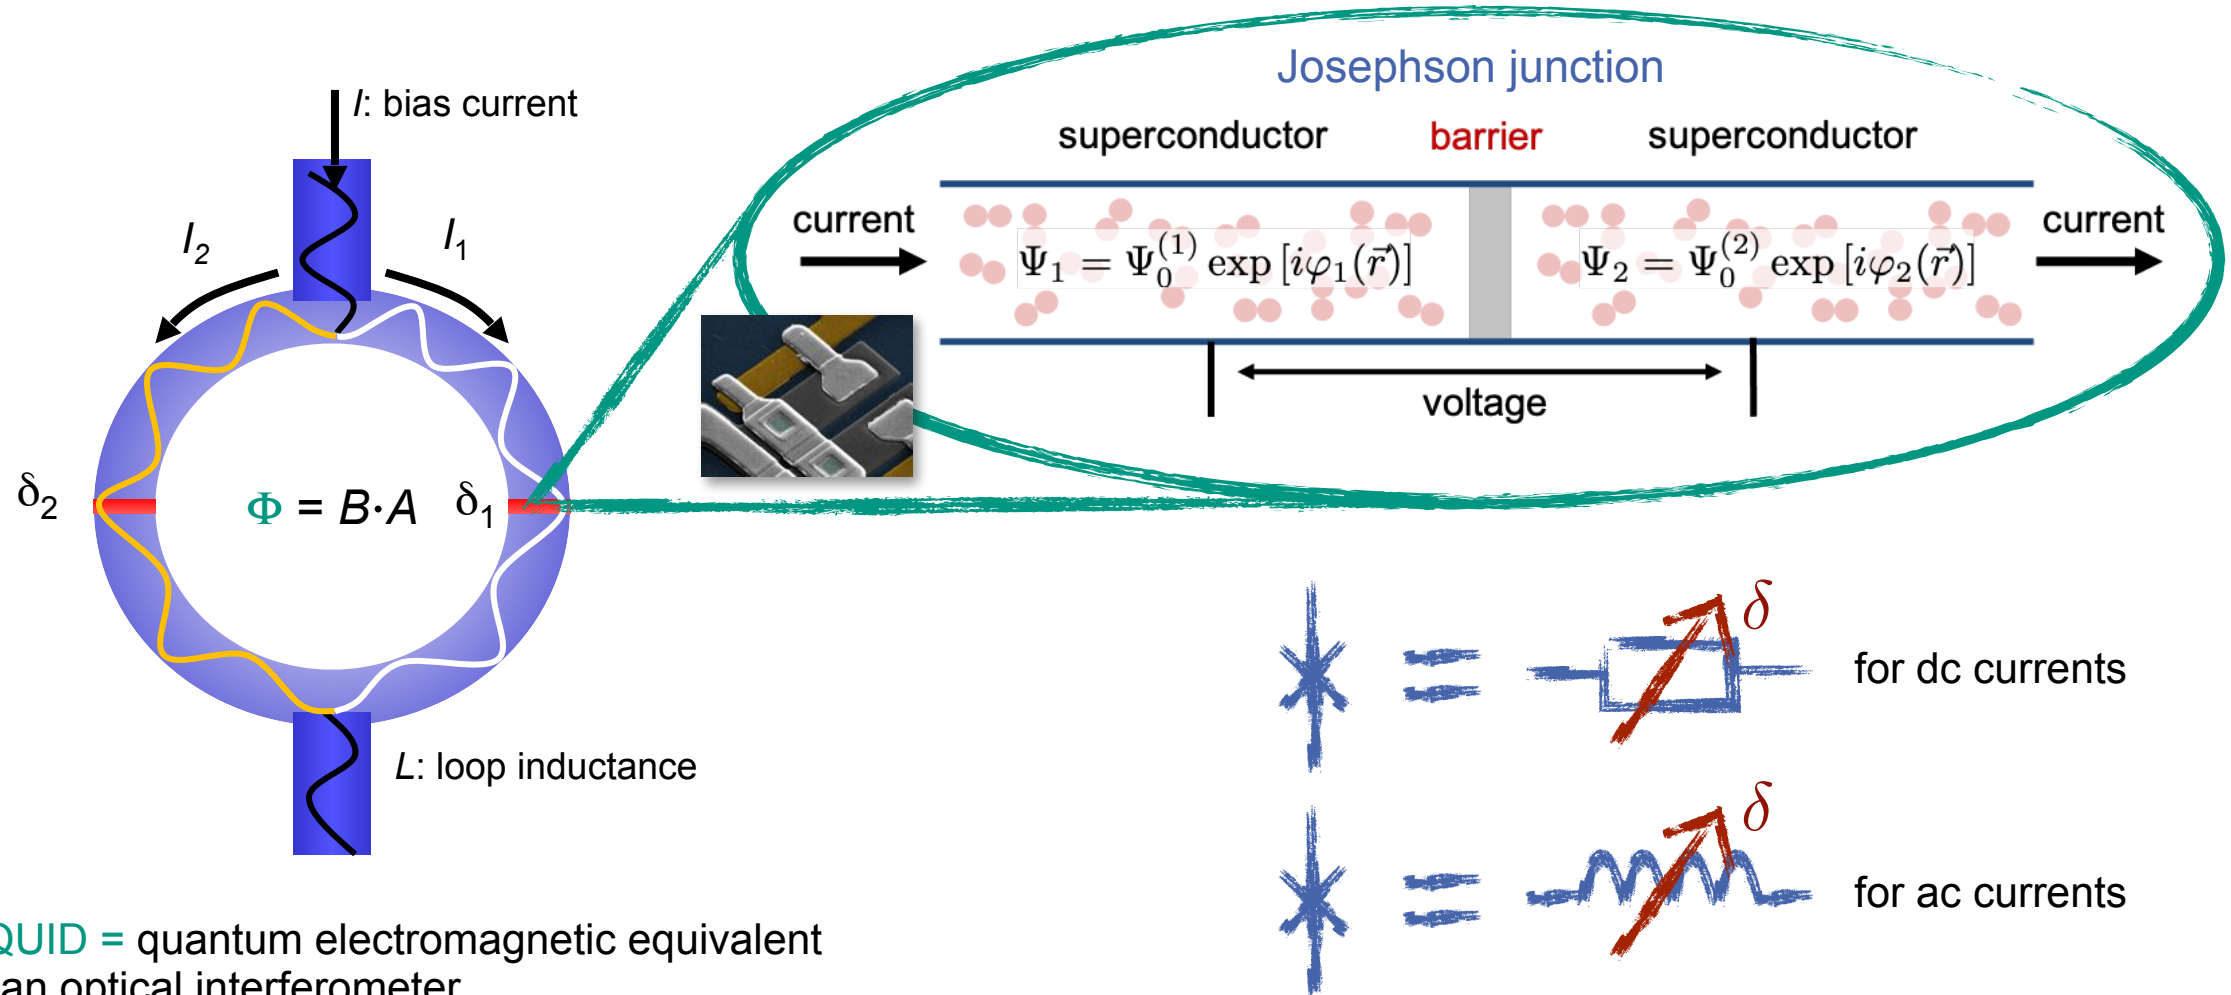 I: bias current
I₂
I₁
δ₂
Φ = B·A
δ₁
L: loop inductance
QUID = quantum electromagnetic equivalent
an optical interferometer
Josephson junction
superconductor
barrier
superconductor
current
Ψ₁ = Ψ₀⁽¹⁾ exp [iφ₁(r⃗)]
Ψ₂ = Ψ₀⁽²⁾ exp [iφ₂(r⃗)]
current
voltage
= δ for dc currents
= δ for ac currents